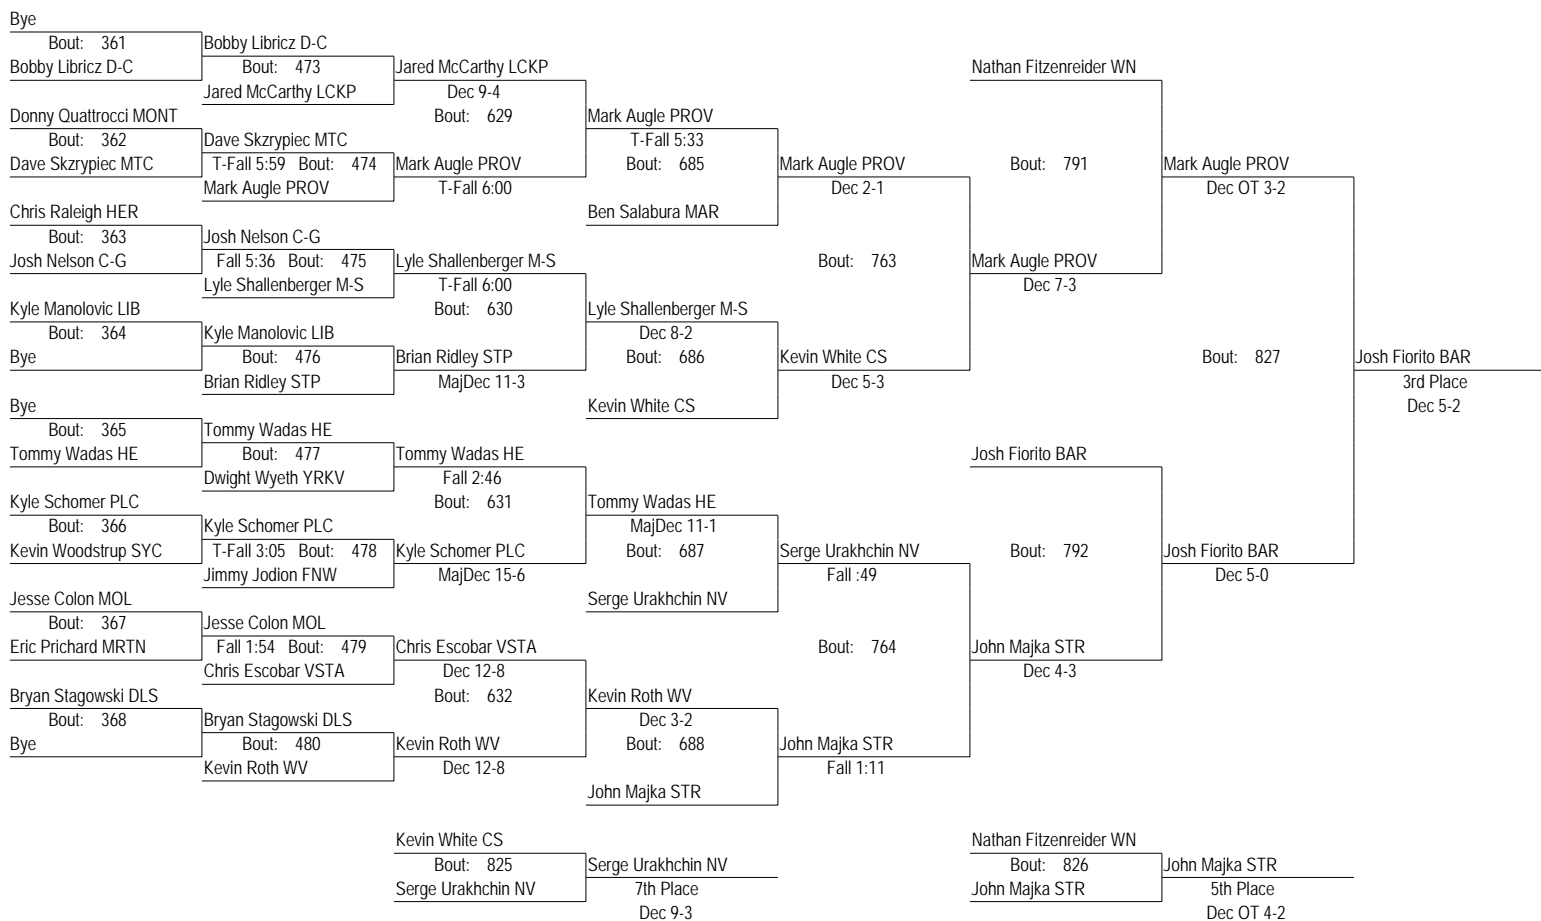 Bye
Bout: 361
Bobby Libricz D-C
Bobby Libricz D-C
Bout: 473
Jared McCarthy LCKP
Jared McCarthy LCKP
Dec 9-4
Bout: 629
Nathan Fitzenreider WN
Donny Quattrocci MONT
Bout: 362
Dave Skzrypiec MTC
Dave Skzrypiec MTC
T-Fall 5:59 Bout: 474
Mark Augle PROV
Mark Augle PROV
T-Fall 6:00
Mark Augle PROV
T-Fall 5:33
Bout: 685
Ben Salabura MAR
Mark Augle PROV
Dec 2-1
Bout: 791
Mark Augle PROV
Dec OT 3-2
Chris Raleigh HER
Bout: 363
Josh Nelson C-G
Josh Nelson C-G
Fall 5:36 Bout: 475
Lyle Shallenberger M-S
Lyle Shallenberger M-S
T-Fall 6:00
Bout: 630
Bout: 763
Mark Augle PROV
Dec 7-3
Kyle Manolovic LIB
Bout: 364
Bye
Kyle Manolovic LIB
Bout: 476
Brian Ridley STP
Brian Ridley STP
MajDec 11-3
Lyle Shallenberger M-S
Dec 8-2
Bout: 686
Kevin White CS
Kevin White CS
Dec 5-3
Bout: 827
Josh Fiorito BAR
3rd Place
Dec 5-2
Bye
Bout: 365
Tommy Wadas HE
Tommy Wadas HE
Bout: 477
Dwight Wyeth YRKV
Tommy Wadas HE
Fall 2:46
Bout: 631
Josh Fiorito BAR
Kyle Schomer PLC
Bout: 366
Kevin Woodstrup SYC
Kyle Schomer PLC
T-Fall 3:05 Bout: 478
Jimmy Jodion FNW
Kyle Schomer PLC
MajDec 15-6
Tommy Wadas HE
MajDec 11-1
Bout: 687
Serge Urakhchin NV
Serge Urakhchin NV
Fall :49
Bout: 792
Josh Fiorito BAR
Dec 5-0
Jesse Colon MOL
Bout: 367
Eric Prichard MRTN
Jesse Colon MOL
Fall 1:54 Bout: 479
Chris Escobar VSTA
Chris Escobar VSTA
Dec 12-8
Bout: 632
Bout: 764
John Majka STR
Dec 4-3
Bryan Stagowski DLS
Bout: 368
Bye
Bryan Stagowski DLS
Bout: 480
Kevin Roth WV
Kevin Roth WV
Dec 12-8
Kevin Roth WV
Dec 3-2
Bout: 688
John Majka STR
John Majka STR
Fall 1:11
Kevin White CS
Bout: 825
Serge Urakhchin NV
Serge Urakhchin NV
7th Place
Dec 9-3
Nathan Fitzenreider WN
Bout: 826
John Majka STR
John Majka STR
5th Place
Dec OT 4-2